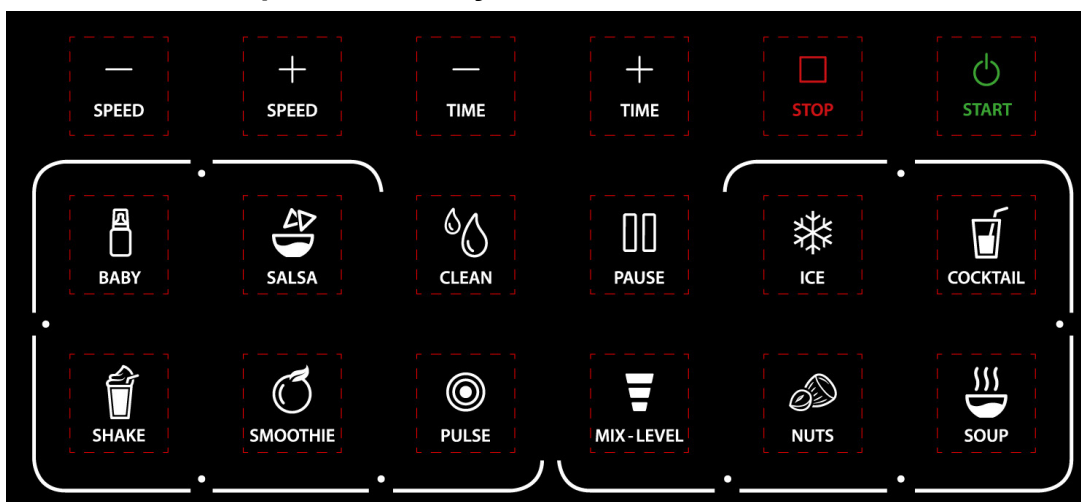 SPEED SPEED TIME TIME STOP START
BABY SALSA CLEAN PAUSE ICE COCKTAIL
SHAKE SMOOTHIE PULSE MIX-LEVEL NUTS SOUP